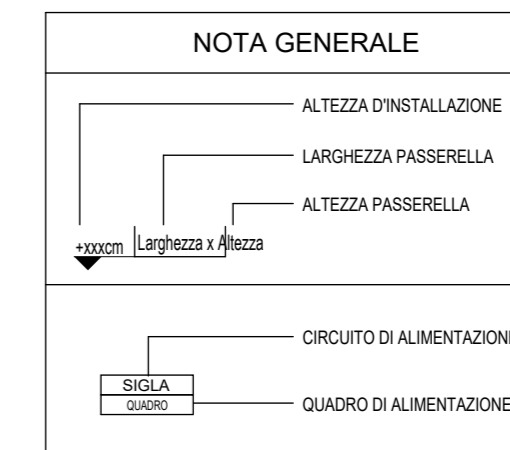 NOTA GENERALE
ALTEZZA D'INSTALLAZIONE
LARGHEZZA PASSERELLA
ALTEZZA PASSERELLA
+xxxcm Larghezza x Altezza
CIRCUITO DI ALIMENTAZIONE
SIGLA
QUADRO QUADRO DI ALIMENTAZIONE